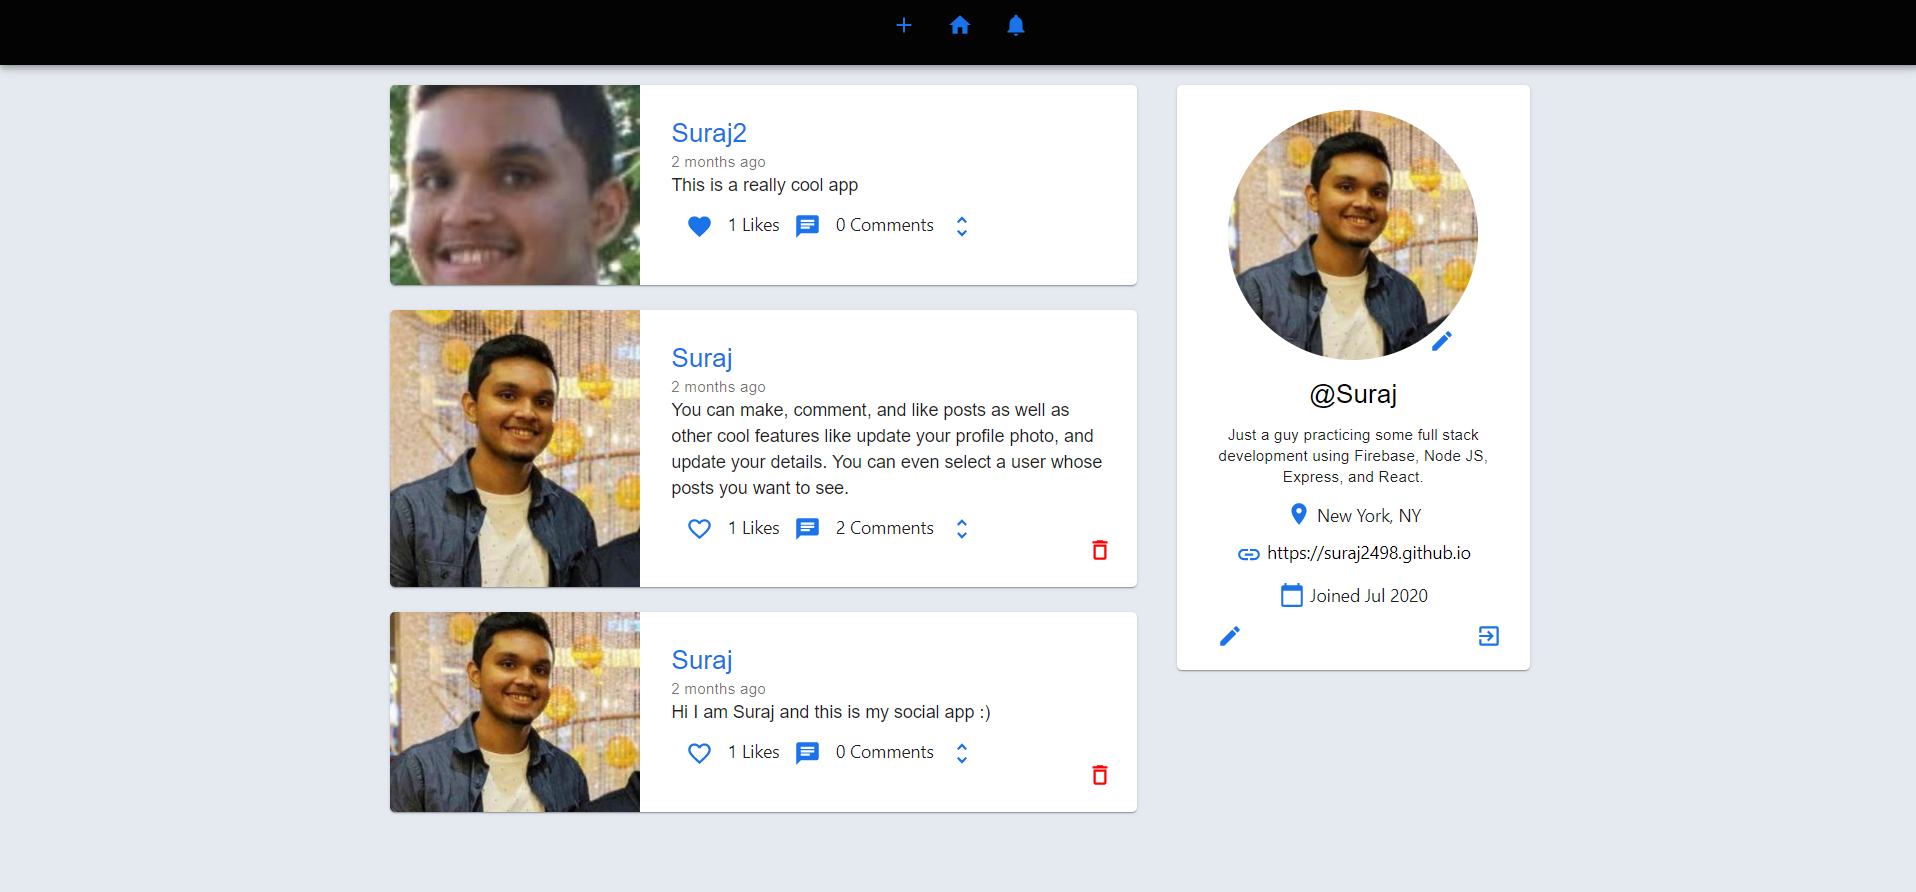 Suraj2
2 months ago
This is a really cool app
1 Likes
0 Comments
Suraj
2 months ago
You can make, comment, and like posts as well as
other cool features like update your profile photo, and
update your details. You can even select a user whose
posts you want to see.
1 Likes
2 Comments
Suraj
2 months ago
Hi I am Suraj and this is my social app :)
1 Likes
0 Comments
@Suraj
Just a guy practicing some full stack
development using Firebase, Node JS,
Express, and React.
New York, NY
https://suraj2498.github.io
Joined Jul 2020